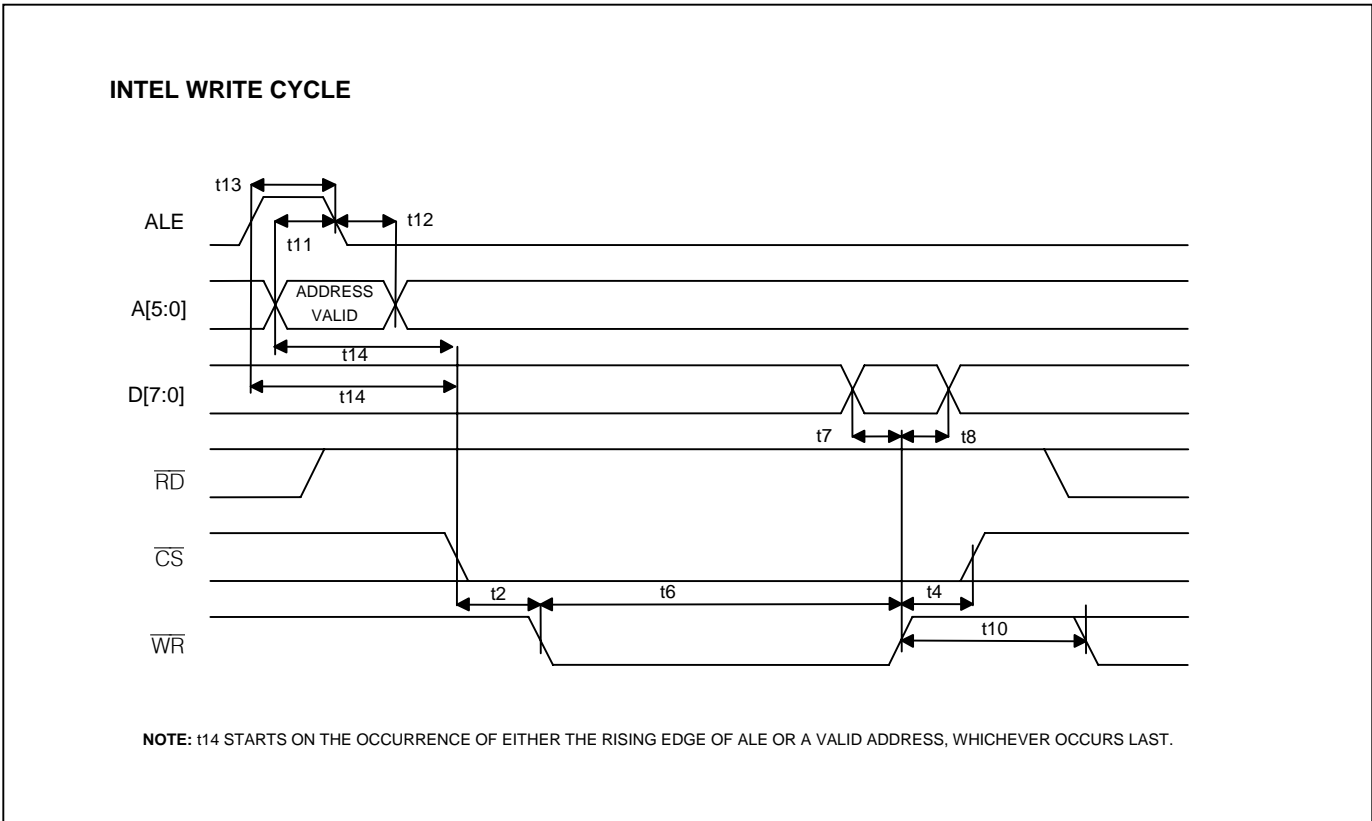 INTEL WRITE CYCLE
t13
ALE
t12
t11
ADDRESS
VALID
A[5:0]
t14
t14
D[7:0]
t7
t8
RD
CS
t2
t6
t4
t10
WR
NOTE: t14 STARTS ON THE OCCURRENCE OF EITHER THE RISING EDGE OF ALE OR A VALID ADDRESS, WHICHEVER OCCURS LAST.